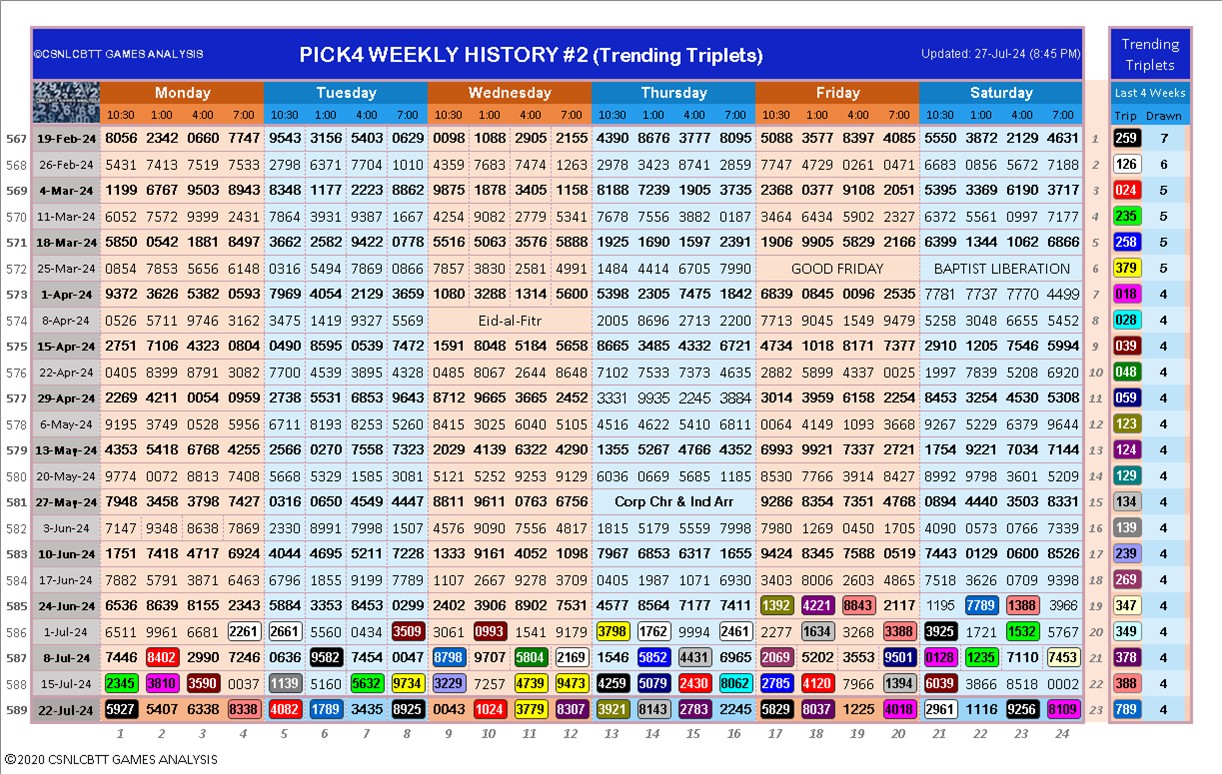 ©CSNLCBTT GAMES ANALYSIS PICK4 WEEKLY HISTORY #2 (Trending Triplets) Updated: 27-Jul-24 (8:45 PM) Trending Triplets
Monday Tuesday Wednesday Thursday Friday Saturday Last 4 Weeks
10:30 1:00 4:00 7:00 10:30 1:00 4:00 7:00 10:30 1:00 4:00 7:00 10:30 1:00 4:00 7:00 10:30 1:00 4:00 7:00 10:30 1:00 4:00 7:00 Trip Drawn
567 19-Feb-24 8056 2342 0660 7747 9543 3156 5403 0629 0098 1088 2905 2155 4390 8676 3777 8095 5088 3577 8397 4085 5550 3872 2129 4631 1 259 7
568 26-Feb-24 5431 7413 7519 7533 2798 6371 7704 1010 9359 7683 7474 1263 2978 3423 8741 2859 7747 4729 0261 0471 6683 0856 5672 7188 2 126 6
569 4-Mar-24 1199 6767 9503 8943 8348 1177 2223 8862 9875 1878 3405 1158 8188 7239 1905 3735 2368 0377 9108 2051 5395 3369 6190 3717 3 024 5
570 11-Mar-24 6052 7572 9399 2431 7864 3931 9387 1667 4254 9082 2779 5341 7678 7556 3882 0187 3464 6434 5902 2327 6372 5561 0997 7177 4 235 5
571 18-Mar-24 5850 0542 1881 8497 3662 2582 9422 0778 5516 5063 3576 5888 1925 1690 1597 2391 1906 9905 5829 2166 6399 1344 1062 6866 5 258 5
572 25-Mar-24 0854 7853 5656 6148 0316 5494 7869 0866 7857 3830 2581 4991 1484 4414 6705 7990 GOOD FRIDAY BAPTIST LIBERATION 6 379 5
573 1-Apr-24 9372 3626 5382 0593 7969 4054 2129 3659 1080 3288 1314 5600 5398 2305 7475 1842 6839 0845 0096 2535 7781 7737 7770 4499 7 018 4
574 8-Apr-24 0526 5711 9746 3162 3475 1419 9327 5569 Eid-al-Fitr 2005 8696 2713 2200 7713 9045 1549 9479 5258 3048 6655 5452 8 028 4
575 15-Apr-24 2751 7106 4323 0804 0490 8595 0539 7472 1591 8048 5184 5658 8665 3485 4332 6721 4734 1018 8171 7377 2910 1205 7546 5994 9 039 4
576 22-Apr-24 0405 8399 8791 3082 7700 4539 3895 4328 0485 8067 2644 8648 7102 7533 7373 4635 2882 5899 4337 0025 1997 7839 5208 6920 10 048 4
577 29-Apr-24 2269 4211 0054 0959 2738 5531 6853 9643 8712 9665 3665 2452 3331 9935 2245 3884 3014 3959 6158 2254 8453 3254 4530 5308 11 059 4
578 6-May-24 9195 3749 0528 5956 6711 8193 8253 5260 8415 3025 6040 5105 4516 4622 5410 6811 0064 4149 1093 3668 9267 5229 6379 9644 12 123 4
579 13-May-24 4353 5418 6768 4255 2566 0270 7558 7323 2029 4139 6322 4290 1355 5267 4766 4352 6993 9921 7337 2721 1754 9221 7034 7144 13 124 4
580 20-May-24 9774 0072 8813 7408 5668 5329 1585 3081 5121 5252 9253 9129 6036 0669 5685 1185 8530 7766 3914 8427 8992 9798 3601 5209 14 129 4
581 27-May-24 7948 3458 3798 7427 0316 0650 4549 4447 8811 9611 0763 6756 Corp Chr & Ind Arr 9286 8354 7351 4768 0894 4440 3503 8331 15 134 4
582 3-Jun-24 7147 9348 8638 7869 2330 8991 7998 1507 4576 9090 7556 4817 1815 5179 5559 7998 7980 1269 0450 1705 4090 0573 0766 7339 16 139 4
583 10-Jun-24 1751 7418 4717 6924 4044 4695 5211 7228 1333 9161 4052 1098 7967 6853 6317 1655 9424 8345 7588 0519 7443 0129 0600 8526 17 239 4
584 17-Jun-24 7882 5791 3871 6463 6796 1855 9199 7789 1107 2667 9278 3709 0405 1987 1071 6930 3403 8006 2603 4865 7518 3626 0709 9398 18 269 4
585 24-Jun-24 6536 8639 8155 2343 5884 3353 8453 0299 2402 3906 8902 7531 4577 8564 7177 7411 1392 4221 8843 2117 1195 7789 1388 3966 19 347 4
586 1-Jul-24 6511 9961 6681 2261 2661 5560 0434 3509 3061 0993 1541 9179 3798 1762 9994 2461 2277 1634 3268 3388 3925 1721 1532 5767 20 349 4
587 8-Jul-24 7446 8402 2990 7246 0636 9582 7454 0047 8798 9707 5804 2169 1546 5852 4431 6965 2069 5202 3553 9501 0128 1235 7110 7453 21 378 4
588 15-Jul-24 2345 3810 3590 0037 1139 5160 5632 9734 3229 7257 4739 9473 4259 5079 2430 8062 2785 4120 7966 1394 6039 3866 8518 0002 22 388 4
589 22-Jul-24 5927 5407 6338 8338 4082 1789 3435 8925 0043 1024 3779 8307 3921 8143 2783 2245 5829 8037 1225 4018 2961 1116 9256 8109 23 789 4
1 2 3 4 5 6 7 8 9 10 11 12 13 14 15 16 17 18 19 20 21 22 23 24
©2020 CSNLCBTT GAMES ANALYSIS